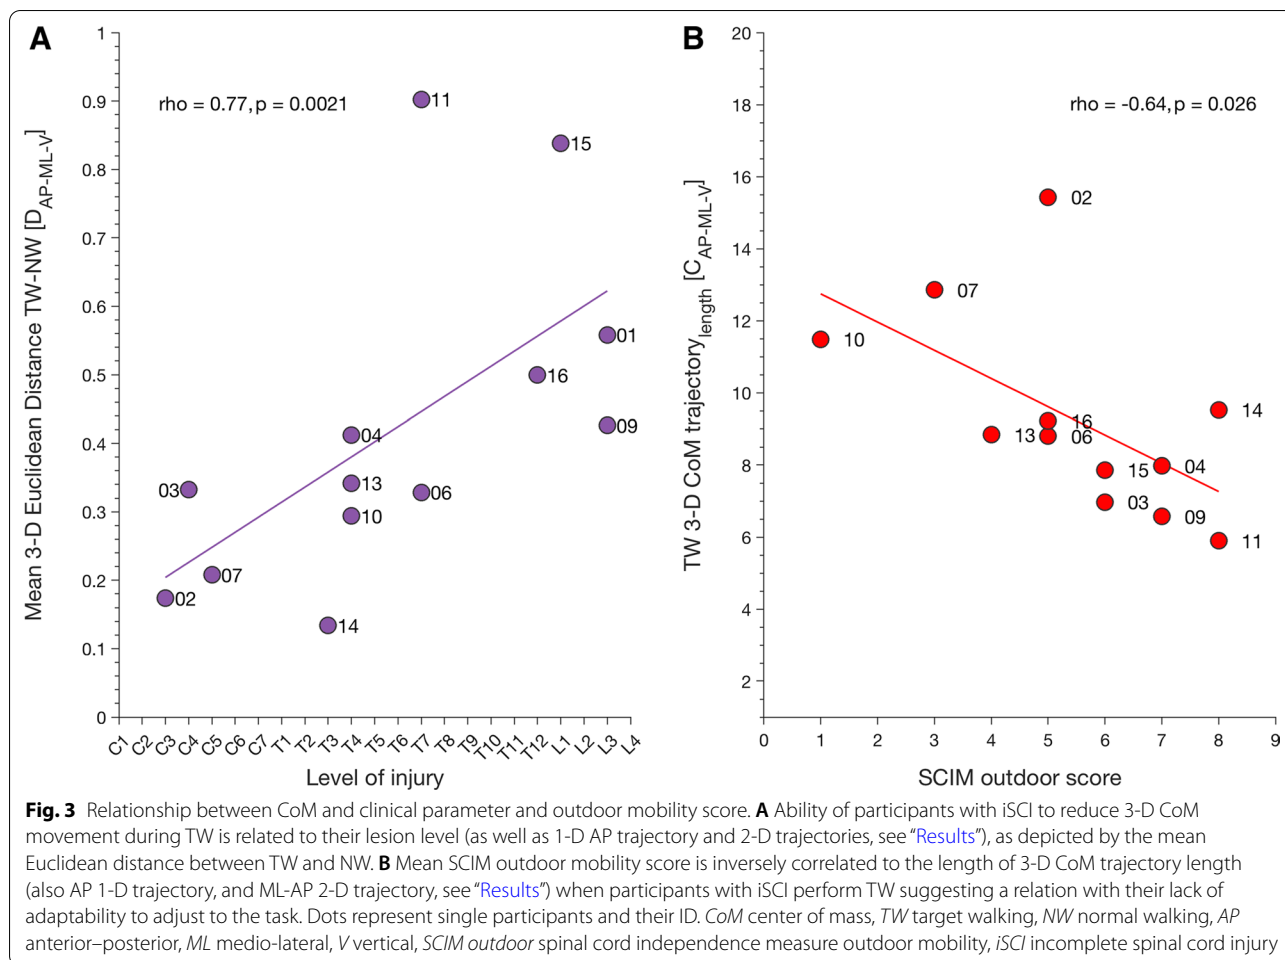 A
B
1
0.9
0.8
0.7
0.6
0.5
0.4
0.3
0.2
0.1
0
Mean 3-D Euclidean Distance TW-NW [D_AP-ML-V]
rho = 0.77, p = 0.0021
11
15
01
16
09
04
03
13
06
10
07
02
14
C1 C2 C3 C4 C5 C6 C7 T1 T2 T3 T4 T5 T6 T7 T8 T9 T10 T11 T12 L1 L2 L3 L4
Level of injury
20
18
16
14
12
10
8
6
4
2
TW 3-D CoM trajectory_length [C_AP-ML-V]
rho = -0.64, p = 0.026
02
07
10
14
16
13
06
15
04
03
09
11
0 1 2 3 4 5 6 7 8 9
SCIM outdoor score
Fig. 3 Relationship between CoM and clinical parameter and outdoor mobility score. A Ability of participants with iSCI to reduce 3-D CoM
movement during TW is related to their lesion level (as well as 1-D AP trajectory and 2-D trajectories, see “Results”), as depicted by the mean
Euclidean distance between TW and NW. B Mean SCIM outdoor mobility score is inversely correlated to the length of 3-D CoM trajectory length
(also AP 1-D trajectory, and ML-AP 2-D trajectory, see “Results”) when participants with iSCI perform TW suggesting a relation with their lack of
adaptability to adjust to the task. Dots represent single participants and their ID. CoM center of mass, TW target walking, NW normal walking, AP
anterior–posterior, ML medio-lateral, V vertical, SCIM outdoor spinal cord independence measure outdoor mobility, iSCI incomplete spinal cord injury